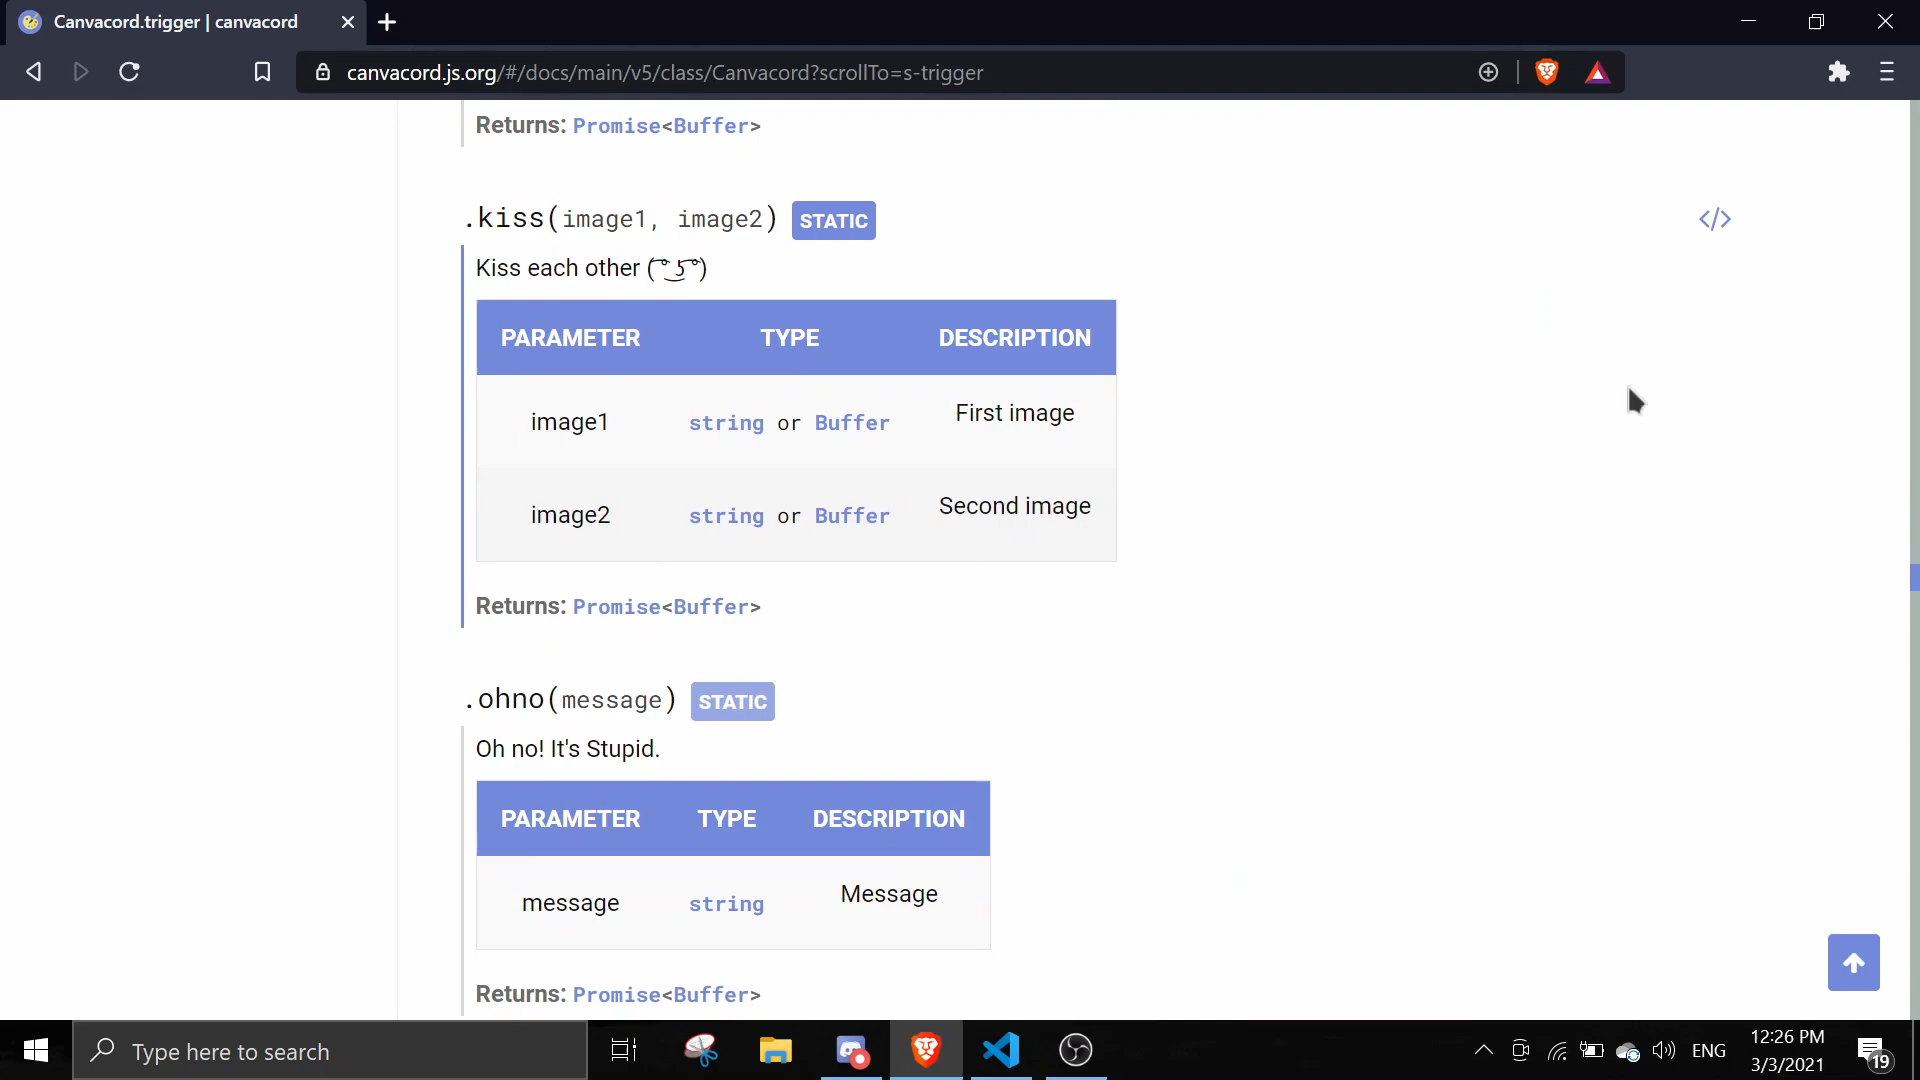 Canvacord.trigger | canvacord
canvacord.js.org/#/docs/main/v5/class/Canvacord?scrollTo=s-trigger
Returns: Promise<Buffer>
.kiss(image1, image2) STATIC
</>
Kiss each other ( ͡° ͜ʖ ͡°)
PARAMETER TYPE DESCRIPTION
image1 string or Buffer First image
image2 string or Buffer Second image
Returns: Promise<Buffer>
.ohno(message) STATIC
Oh no! It's Stupid.
PARAMETER TYPE DESCRIPTION
message string Message
Returns: Promise<Buffer>
Type here to search
ENG
12:26 PM
3/3/2021
19